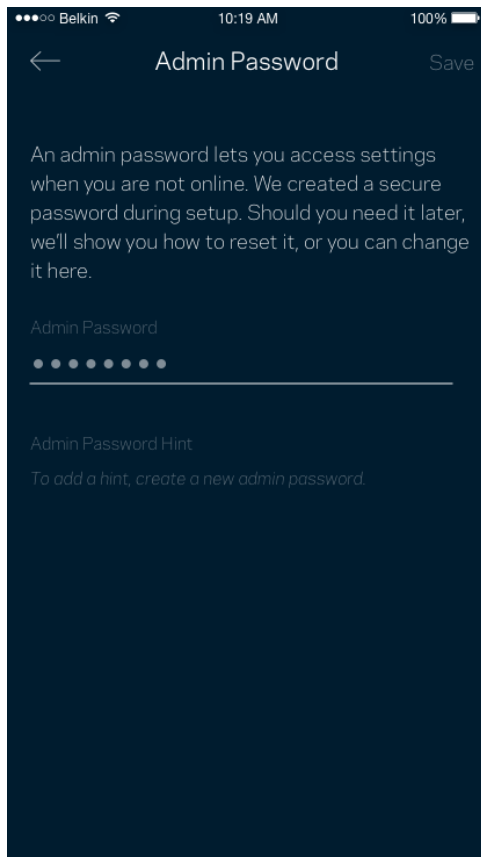 Belkin 10:19 AM 100%
Admin Password Save
An admin password lets you access settings
when you are not online. We created a secure
password during setup. Should you need it later,
we'll show you how to reset it, or you can change
it here.
Admin Password
••••••••
Admin Password Hint
To add a hint, create a new admin password.